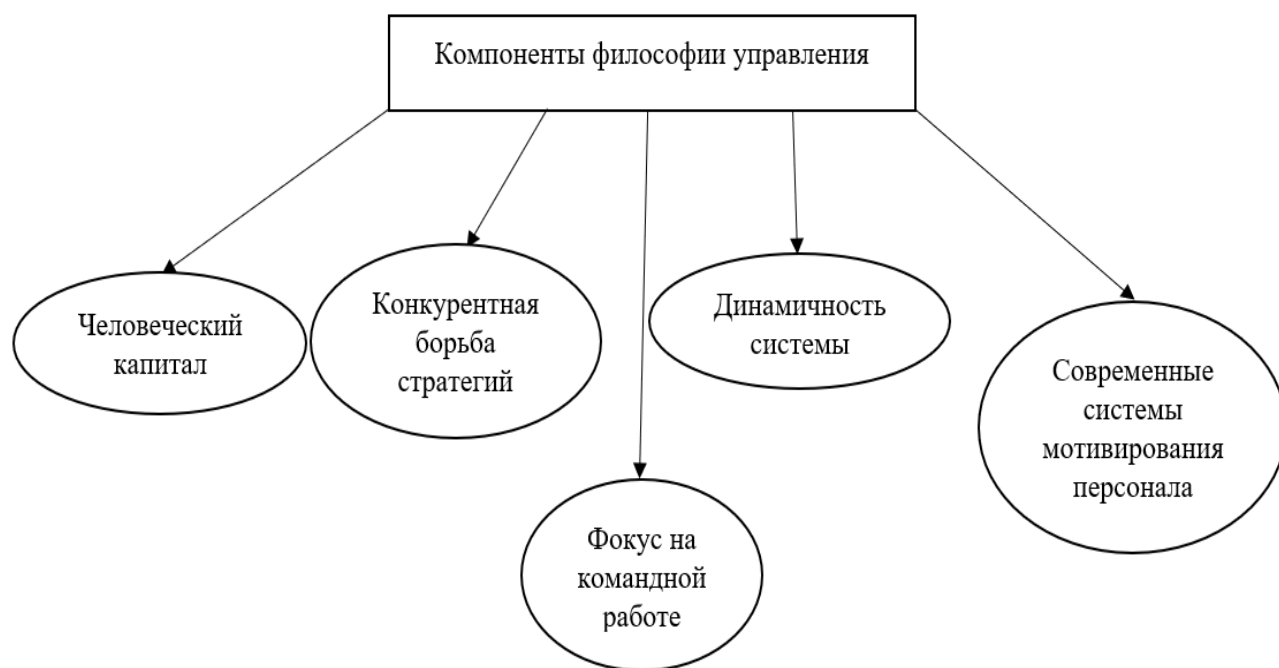 Компоненты философии управления
Человеческий
капитал
Конкурентная
борьба
стратегий
Фокус на
командной
работе
Динамичность
системы
Современные
системы
мотивирования
персонала